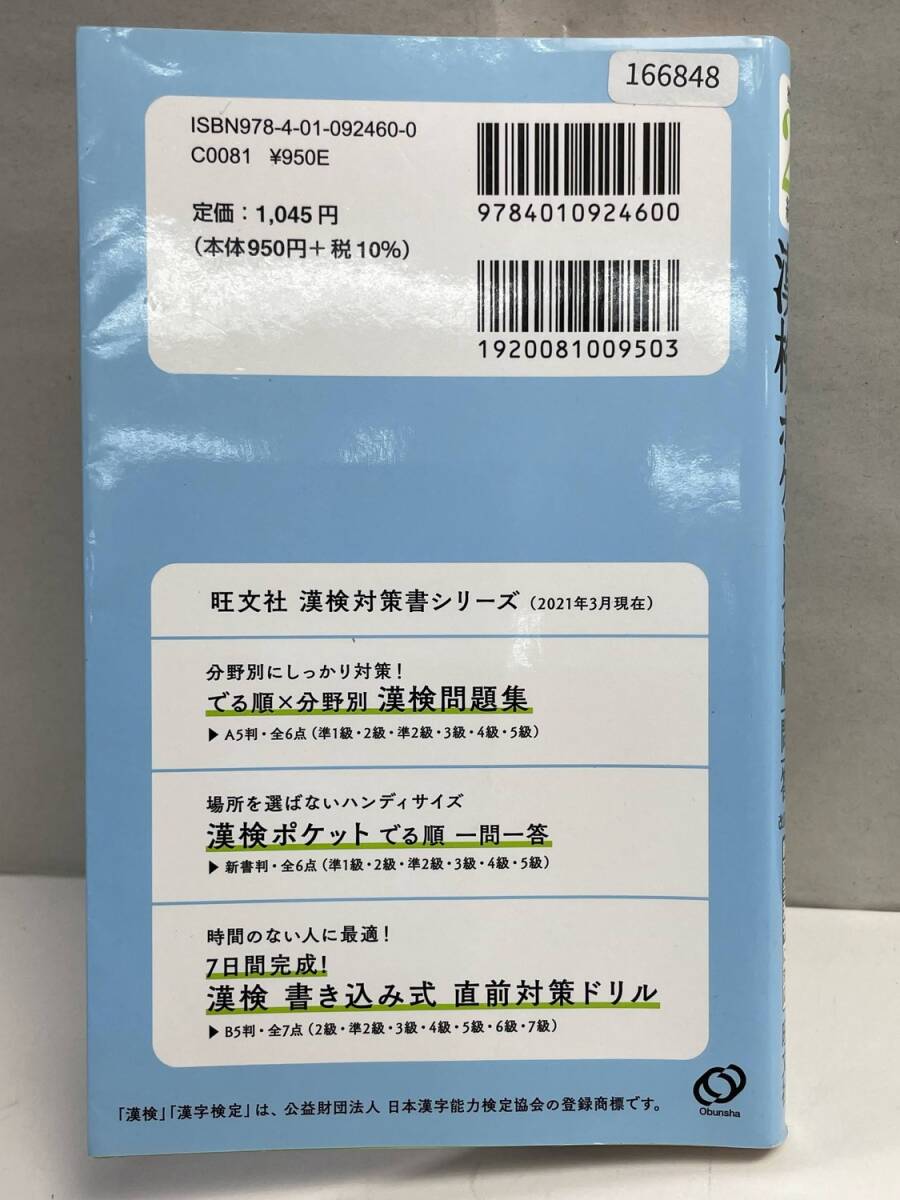 166848
ISBN978-4-01-092460-0
C0081 ¥950E
定価：1,045円
（本体950円＋税10%）
9784010924600
1920081009503
旺文社 漢検対策書シリーズ（2021年3月現在）
分野別にしっかり対策！
でる順×分野別 漢検問題集
▶ A5判・全6点（準1級・2級・準2級・3級・4級・5級）
場所を選ばないハンディサイズ
漢検ポケット でる順 一問一答
▶ 新書判・全6点（準1級・2級・準2級・3級・4級・5級）
時間のない人に最適！
7日間完成！
漢検 書き込み式 直前対策ドリル
▶ B5判・全7点（2級・準2級・3級・4級・5級・6級・7級）
「漢検」「漢字検定」は、公益財団法人 日本漢字能力検定協会の登録商標です。
Obunsha
漢検ポケット